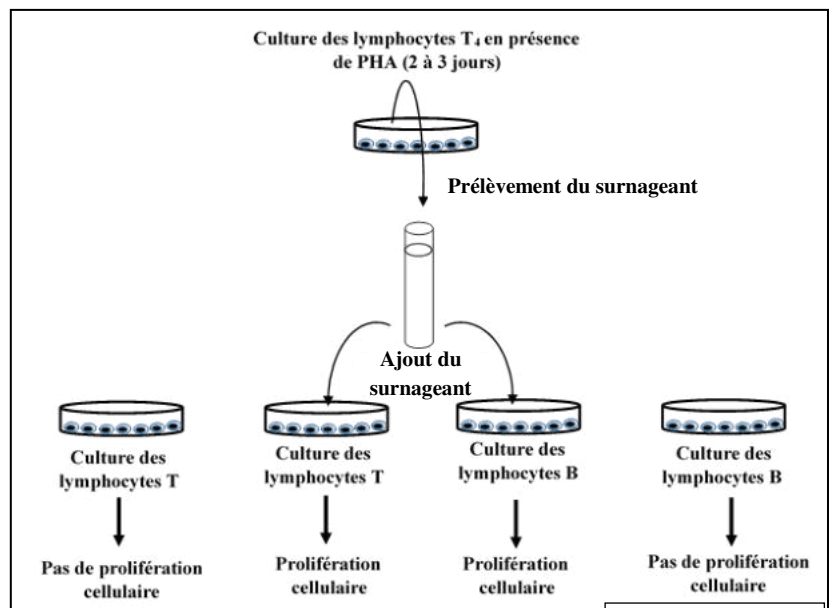 Culture des lymphocytes T₄ en présence
de PHA (2 à 3 jours)
Prélèvement du surnageant
Ajout du
surnageant
Culture des
lymphocytes T
Culture des
lymphocytes T
Culture des
lymphocytes B
Culture des
lymphocytes B
Pas de prolifération
cellulaire
Prolifération
cellulaire
Prolifération
cellulaire
Pas de prolifération
cellulaire